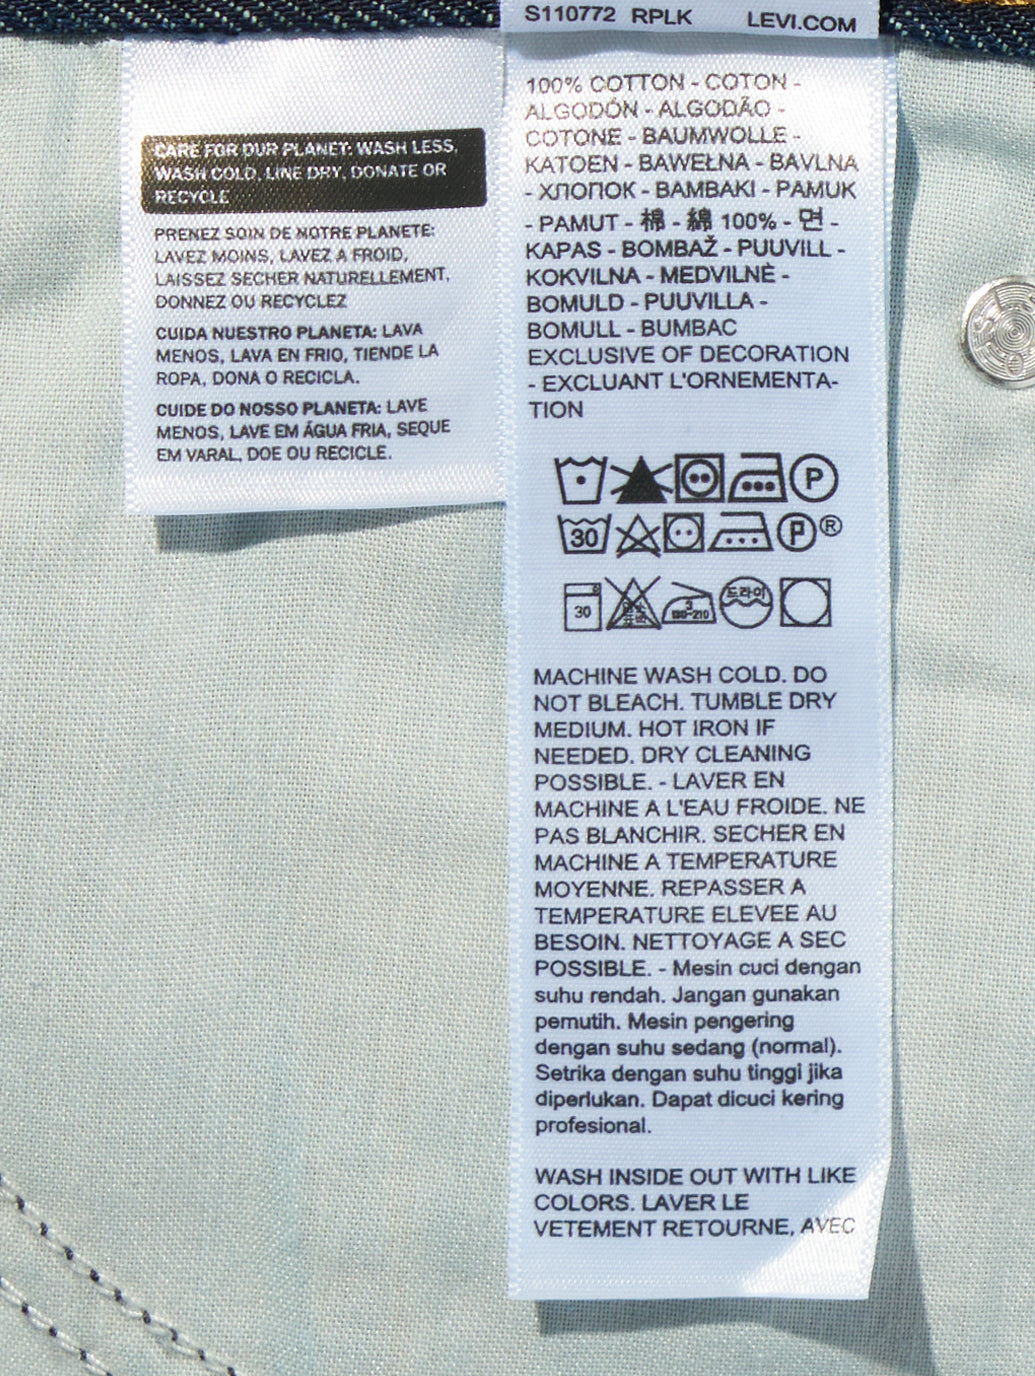 S110772 RPLK LEVI.COM
CARE FOR OUR PLANET: WASH LESS,
WASH COLD, LINE DRY, DONATE OR
RECYCLE
PRENEZ SOIN DE NOTRE PLANETE:
LAVEZ MOINS, LAVEZ A FROID,
LAISSEZ SECHER NATURELLEMENT,
DONNEZ OU RECYCLEZ
CUIDA NUESTRO PLANETA: LAVA
MENOS, LAVA EN FRIO, TIENDE LA
ROPA, DONA O RECICLA.
CUIDE DO NOSSO PLANETA: LAVE
MENOS, LAVE EM ÁGUA FRIA, SEQUE
EM VARAL, DOE OU RECICLE.
100% COTTON - COTON -
ALGODÓN - ALGODÃO -
COTONE - BAUMWOLLE -
KATOEN - BAWEŁNA - BAVLNA
- ХЛОПОК - BAMBAKI - PAMUK
- PAMUT - 棉 - 綿 100% - 면 -
KAPAS - BOMBAŽ - PUUVILL -
KOKVILNA - MEDVILNĖ -
BOMULD - PUUVILLA -
BOMULL - BUMBAC
EXCLUSIVE OF DECORATION
- EXCLUANT L'ORNEMENTA-
TION
P
30 P ®
30 3 180-210 드라이
MACHINE WASH COLD. DO
NOT BLEACH. TUMBLE DRY
MEDIUM. HOT IRON IF
NEEDED. DRY CLEANING
POSSIBLE. - LAVER EN
MACHINE A L'EAU FROIDE. NE
PAS BLANCHIR. SECHER EN
MACHINE A TEMPERATURE
MOYENNE. REPASSER A
TEMPERATURE ELEVEE AU
BESOIN. NETTOYAGE A SEC
POSSIBLE. - Mesin cuci dengan
suhu rendah. Jangan gunakan
pemutih. Mesin pengering
dengan suhu sedang (normal).
Setrika dengan suhu tinggi jika
diperlukan. Dapat dicuci kering
profesional.
WASH INSIDE OUT WITH LIKE
COLORS. LAVER LE
VETEMENT RETOURNE, AVEC